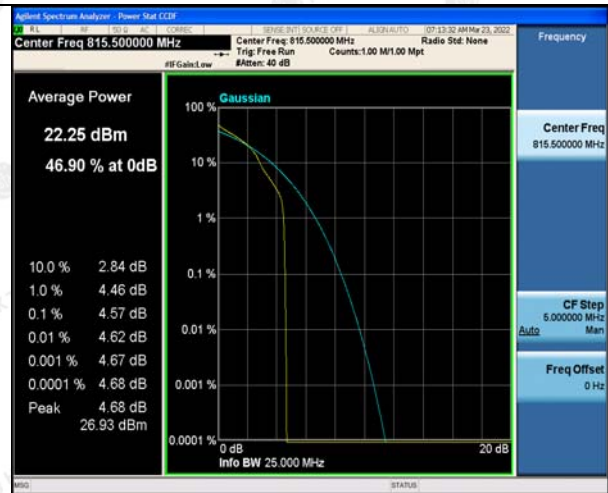 Agilent Spectrum Analyzer - Power Stat CCDF
RL RF 50 Ω AC CORREC SENSE:INT SOURCE OFF ALIGNAUTO 07:13:32 AM Mar 23, 2022
Center Freq 815.500000 MHz
Center Freq: 815.500000 MHz Radio Std: None
Trig: Free Run Counts:1.00 M/1.00 Mpt
#IFGain:Low #Atten: 40 dB
Frequency
Average Power
22.25 dBm
46.90 % at 0dB
10.0 % 2.84 dB
1.0 % 4.46 dB
0.1 % 4.57 dB
0.01 % 4.62 dB
0.001 % 4.67 dB
0.0001 % 4.68 dB
Peak 4.68 dB
26.93 dBm
Gaussian
100 %
10 %
1 %
0.1 %
0.01 %
0.001 %
0.0001 %
0 dB 20 dB
Info BW 25.000 MHz
Center Freq
815.500000 MHz
CF Step
5.000000 MHz
Auto Man
Freq Offset
0 Hz
MSG STATUS